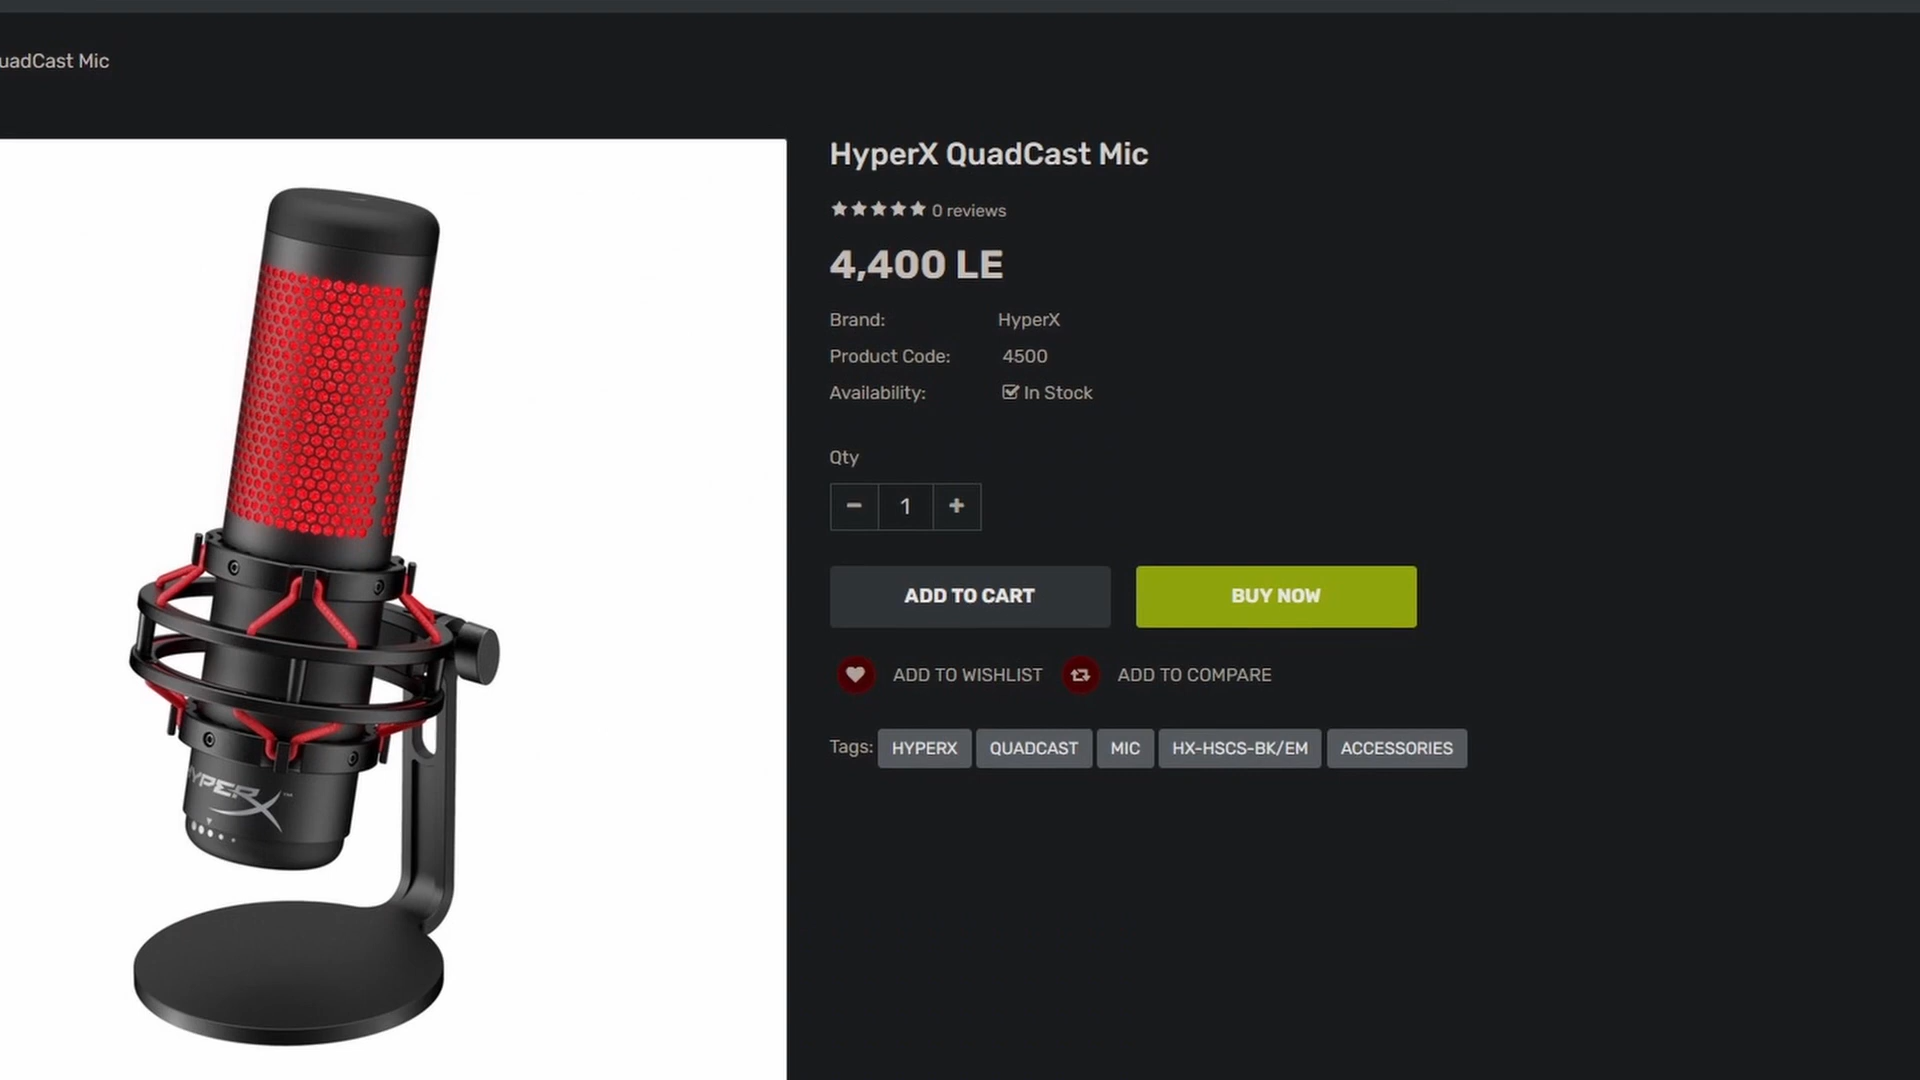 uadCast Mic
HyperX QuadCast Mic
0 reviews
4,400 LE
Brand: HyperX
Product Code: 4500
Availability: In Stock
Qty
1
ADD TO CART BUY NOW
ADD TO WISHLIST ADD TO COMPARE
Tags: HYPERX QUADCAST MIC HX-HSCS-BK/EM ACCESSORIES
HYPERX